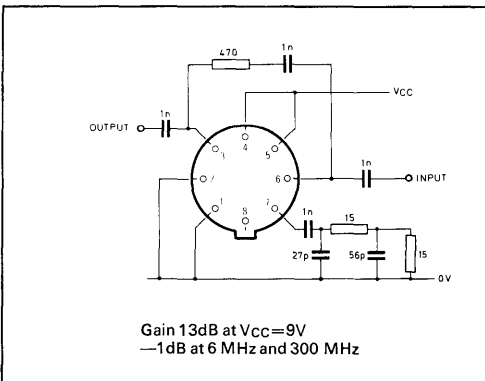 470
1n
VCC
1n
OUTPUT
3
4
5
2
6
1n
INPUT
1
8
7
1n
15
27p
56p
15
0V
Gain 13dB at VCC=9V
—1dB at 6 MHz and 300 MHz